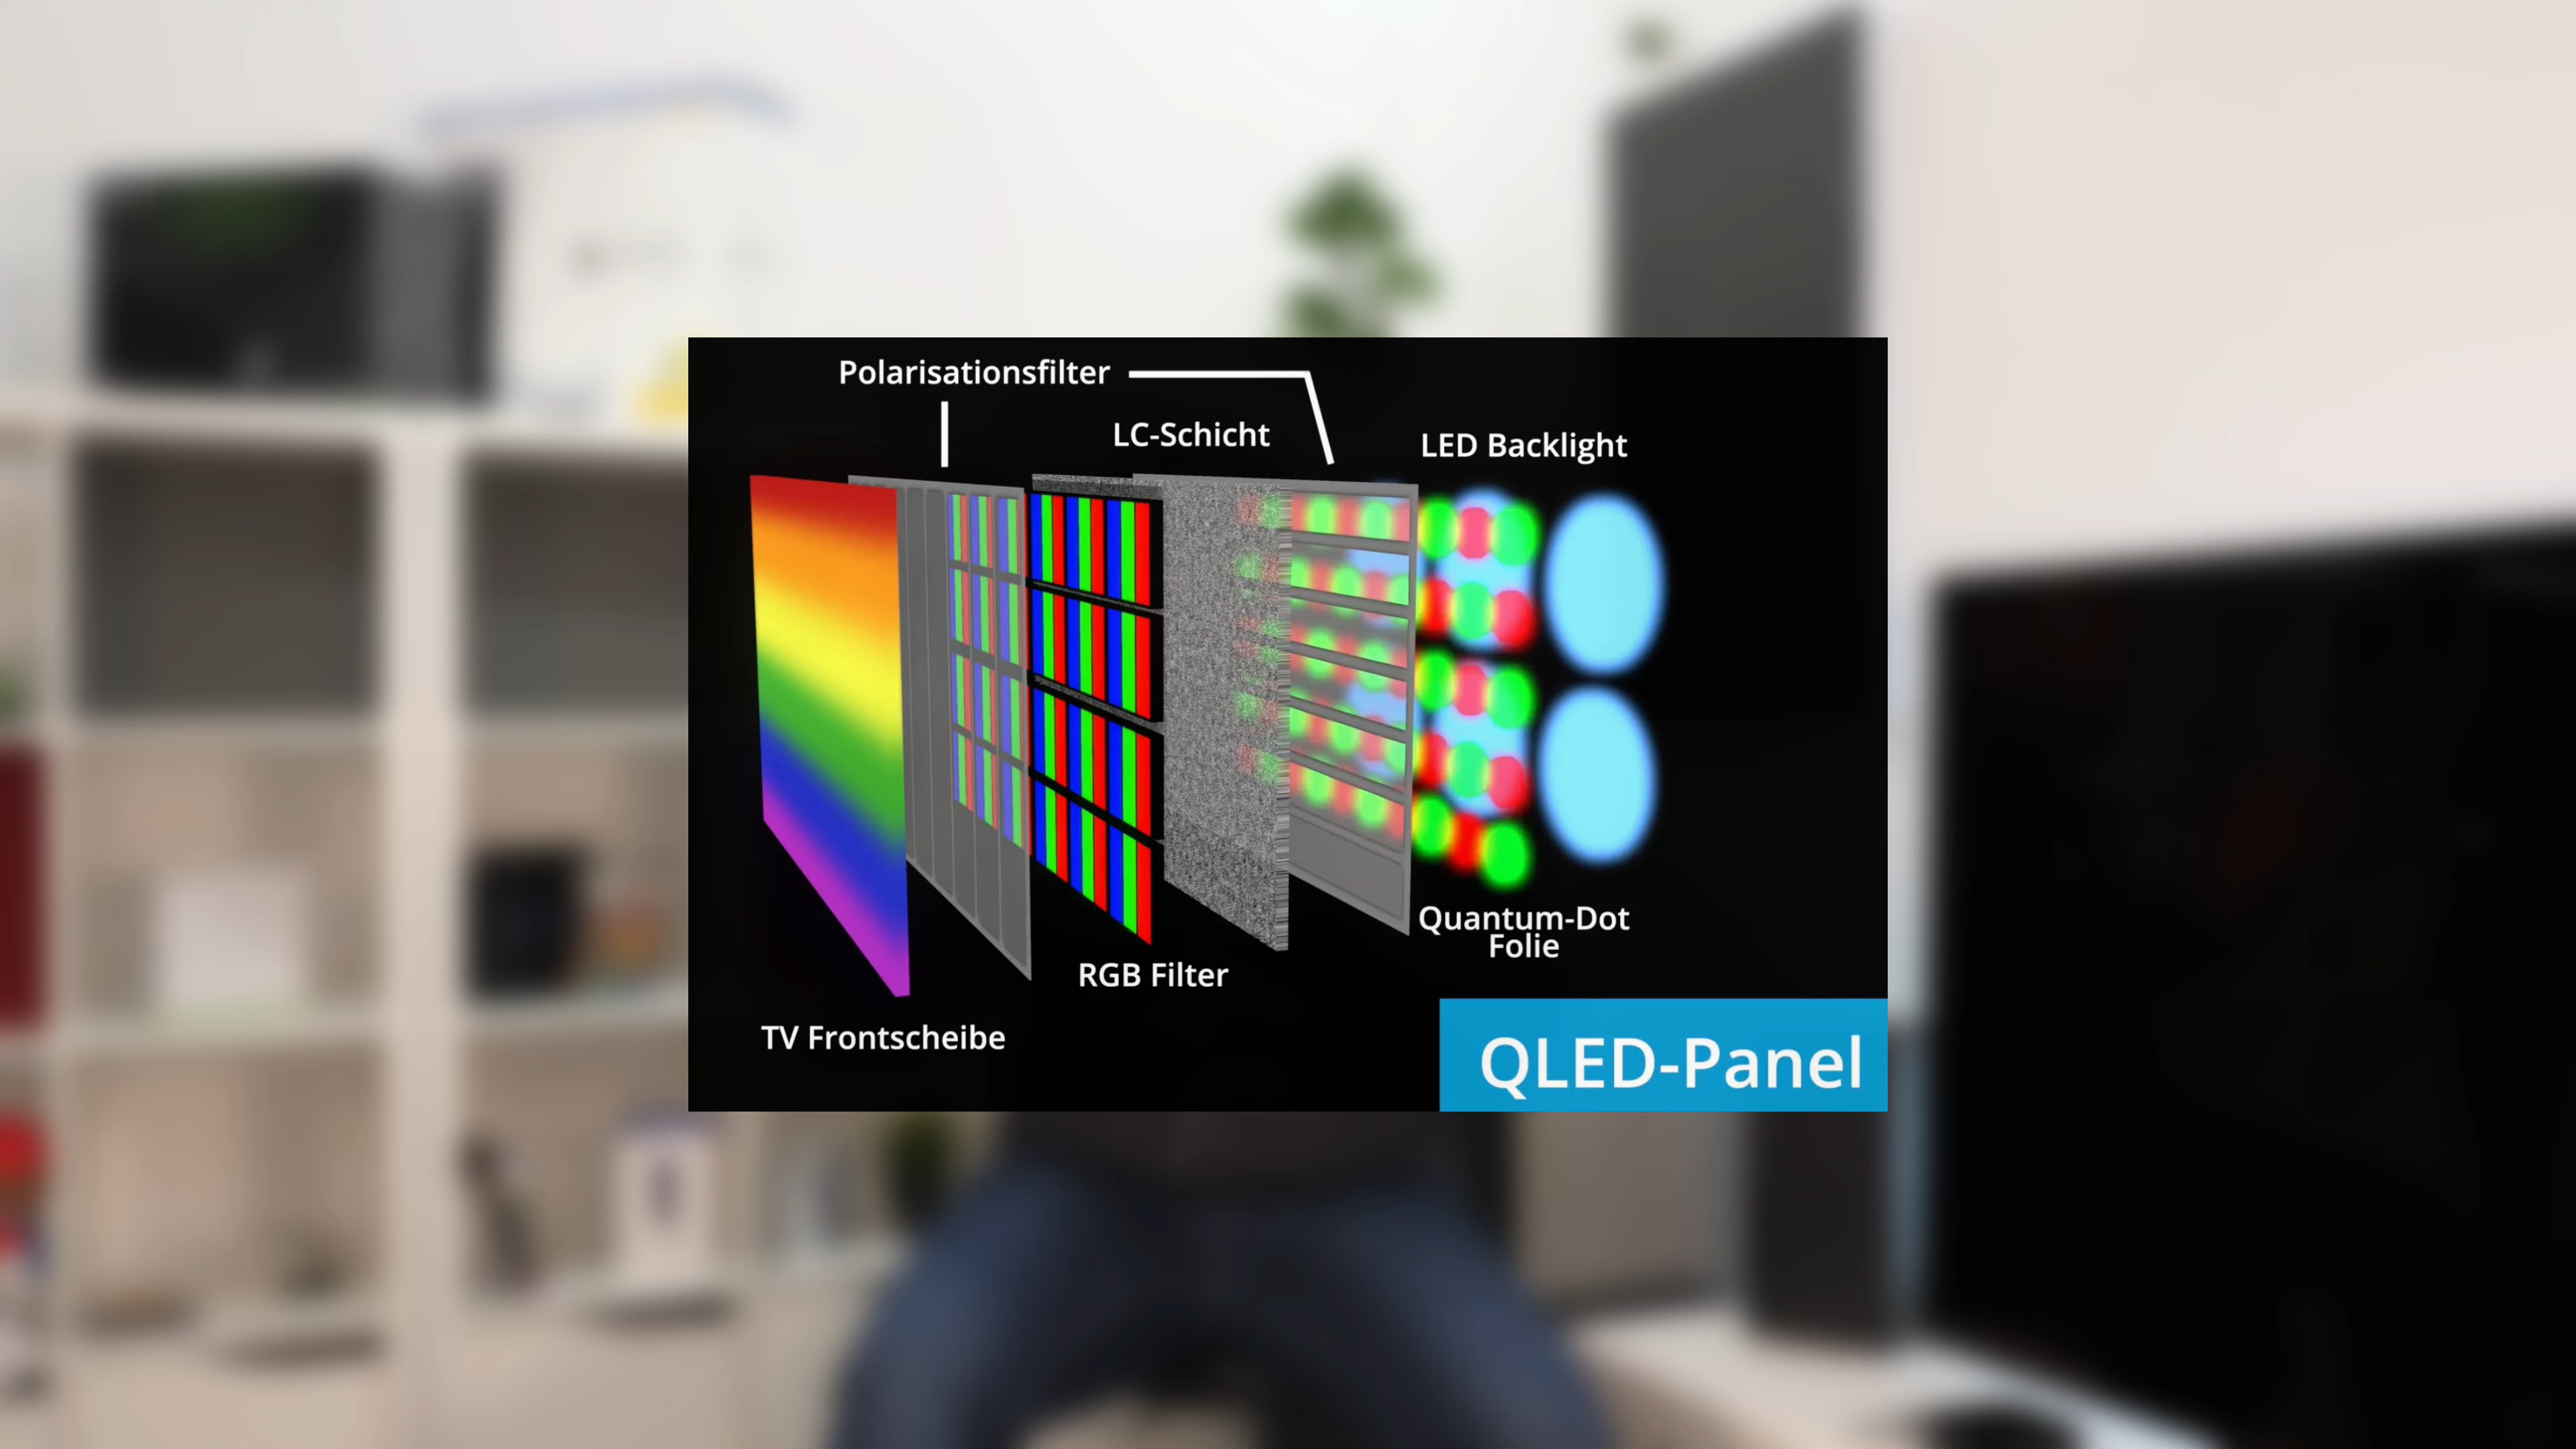 Polarisationsfilter
LC-Schicht
LED Backlight
Quantum-Dot
Folie
RGB Filter
TV Frontscheibe
QLED-Panel